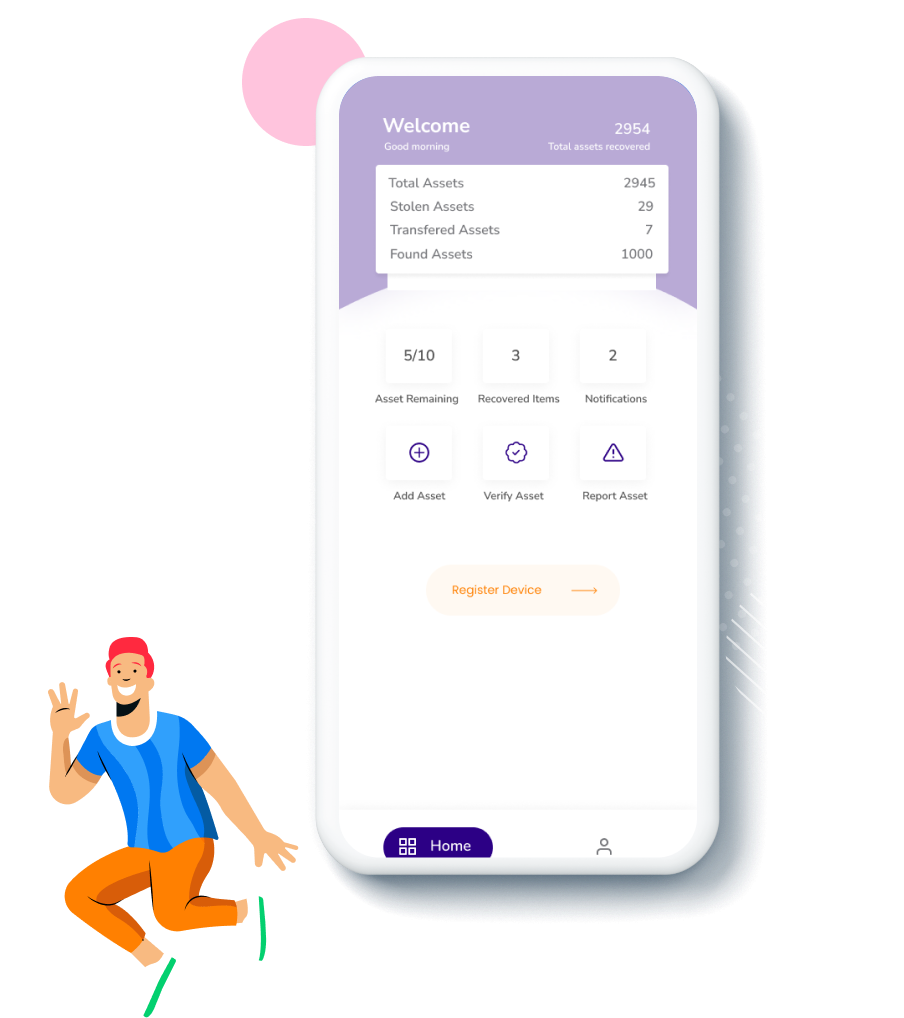 Welcome
2954
Good morning
Total assets recovered
Total Assets 2945
Stolen Assets 29
Transfered Assets 7
Found Assets 1000
5/10 3 2
Asset Remaining Recovered Items Notifications
Add Asset Verify Asset Report Asset
Register Device
Home